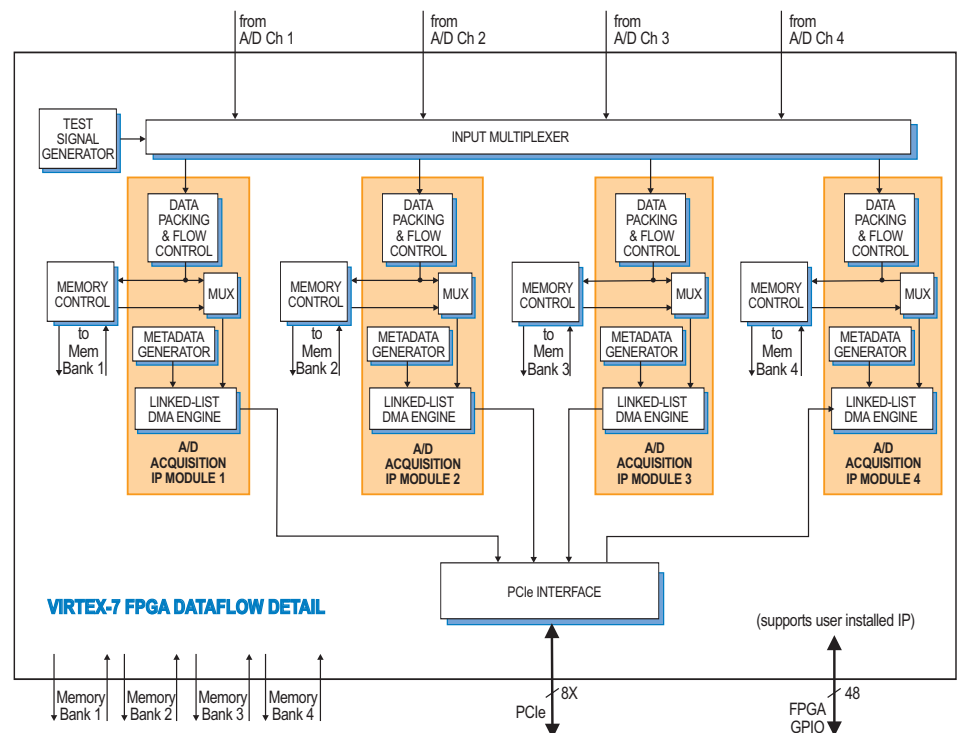 from
A/D Ch 1
from
A/D Ch 2
from
A/D Ch 3
from
A/D Ch 4
TEST
SIGNAL
GENERATOR
INPUT MULTIPLEXER
DATA
PACKING
& FLOW
CONTROL
MEMORY
CONTROL
MUX
to
Mem
Bank 1
METADATA
GENERATOR
LINKED-LIST
DMA ENGINE
A/D
ACQUISITION
IP MODULE 1
DATA
PACKING
& FLOW
CONTROL
MEMORY
CONTROL
MUX
to
Mem
Bank 2
METADATA
GENERATOR
LINKED-LIST
DMA ENGINE
A/D
ACQUISITION
IP MODULE 2
DATA
PACKING
& FLOW
CONTROL
MEMORY
CONTROL
MUX
to
Mem
Bank 3
METADATA
GENERATOR
LINKED-LIST
DMA ENGINE
A/D
ACQUISITION
IP MODULE 3
DATA
PACKING
& FLOW
CONTROL
MEMORY
CONTROL
MUX
to
Mem
Bank 4
METADATA
GENERATOR
LINKED-LIST
DMA ENGINE
A/D
ACQUISITION
IP MODULE 4
PCIe INTERFACE
VIRTEX-7 FPGA DATAFLOW DETAIL
(supports user installed IP)
Memory
Bank 1
Memory
Bank 2
Memory
Bank 3
Memory
Bank 4
8X
PCIe
48
FPGA
GPIO